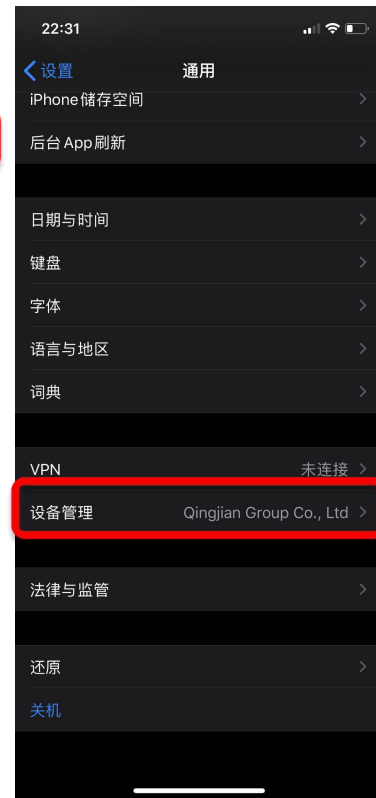 22:31
设置 通用
iPhone储存空间
后台App刷新
日期与时间
键盘
字体
语言与地区
词典
VPN 未连接
设备管理 Qingjian Group Co., Ltd
法律与监管
还原
关机